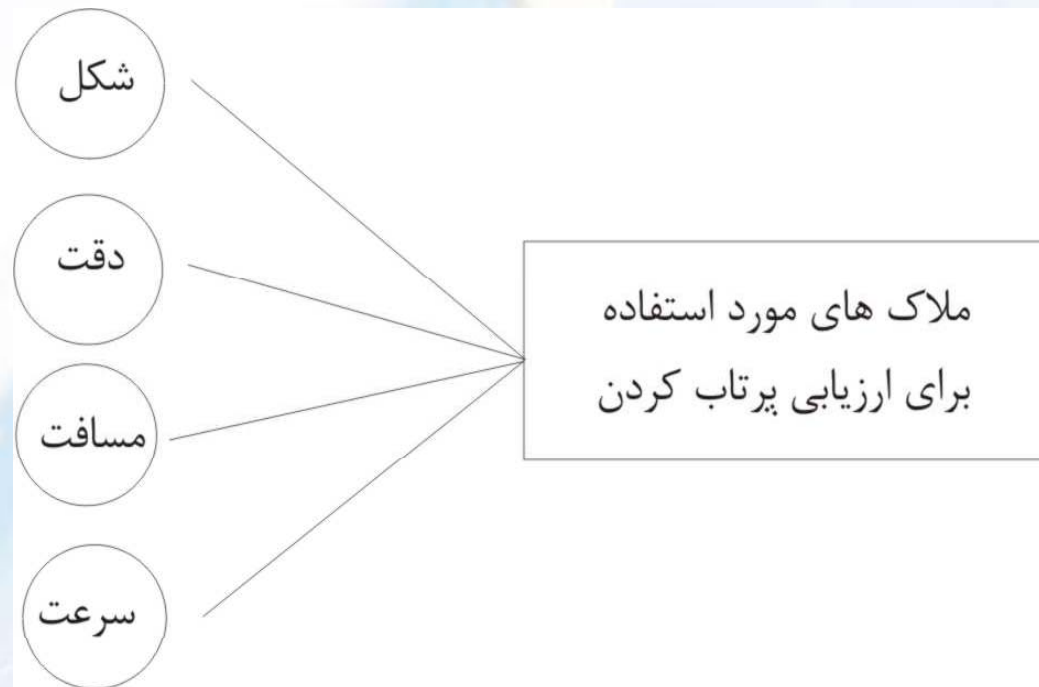 ملاک های مورد استفاده
برای ارزیابی پرتاب کردن
شکل
دقت
مسافت
سرعت